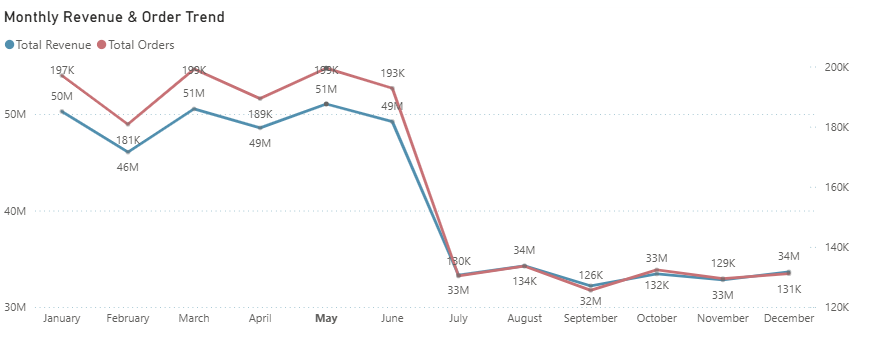 Monthly Revenue & Order Trend
Total Revenue Total Orders
197K 199K 199K 193K 200K
50M 51M 51M 49M
50M 181K 189K 180K
46M 49M
160K
40M
130K 34M 126K 33M 129K 34M 140K
33M 134K 32M 132K 33M 131K
30M 120K
January February March April May June July August September October November December